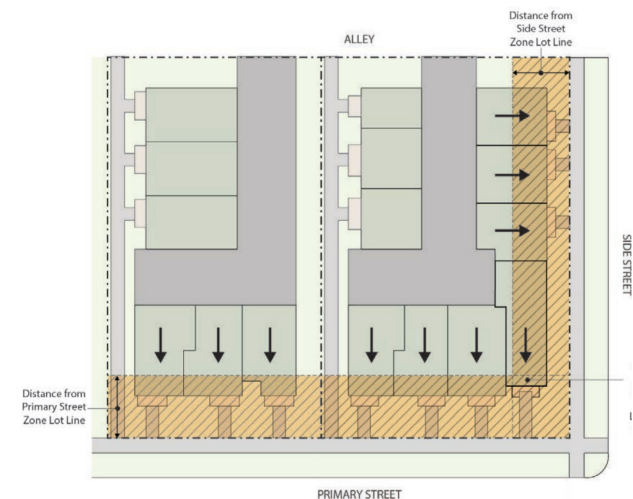 Distance from
Side Street
Zone Lot Line
ALLEY
SIDE STREET
Distance from
Primary Street
Zone Lot Line
L
PRIMARY STREET